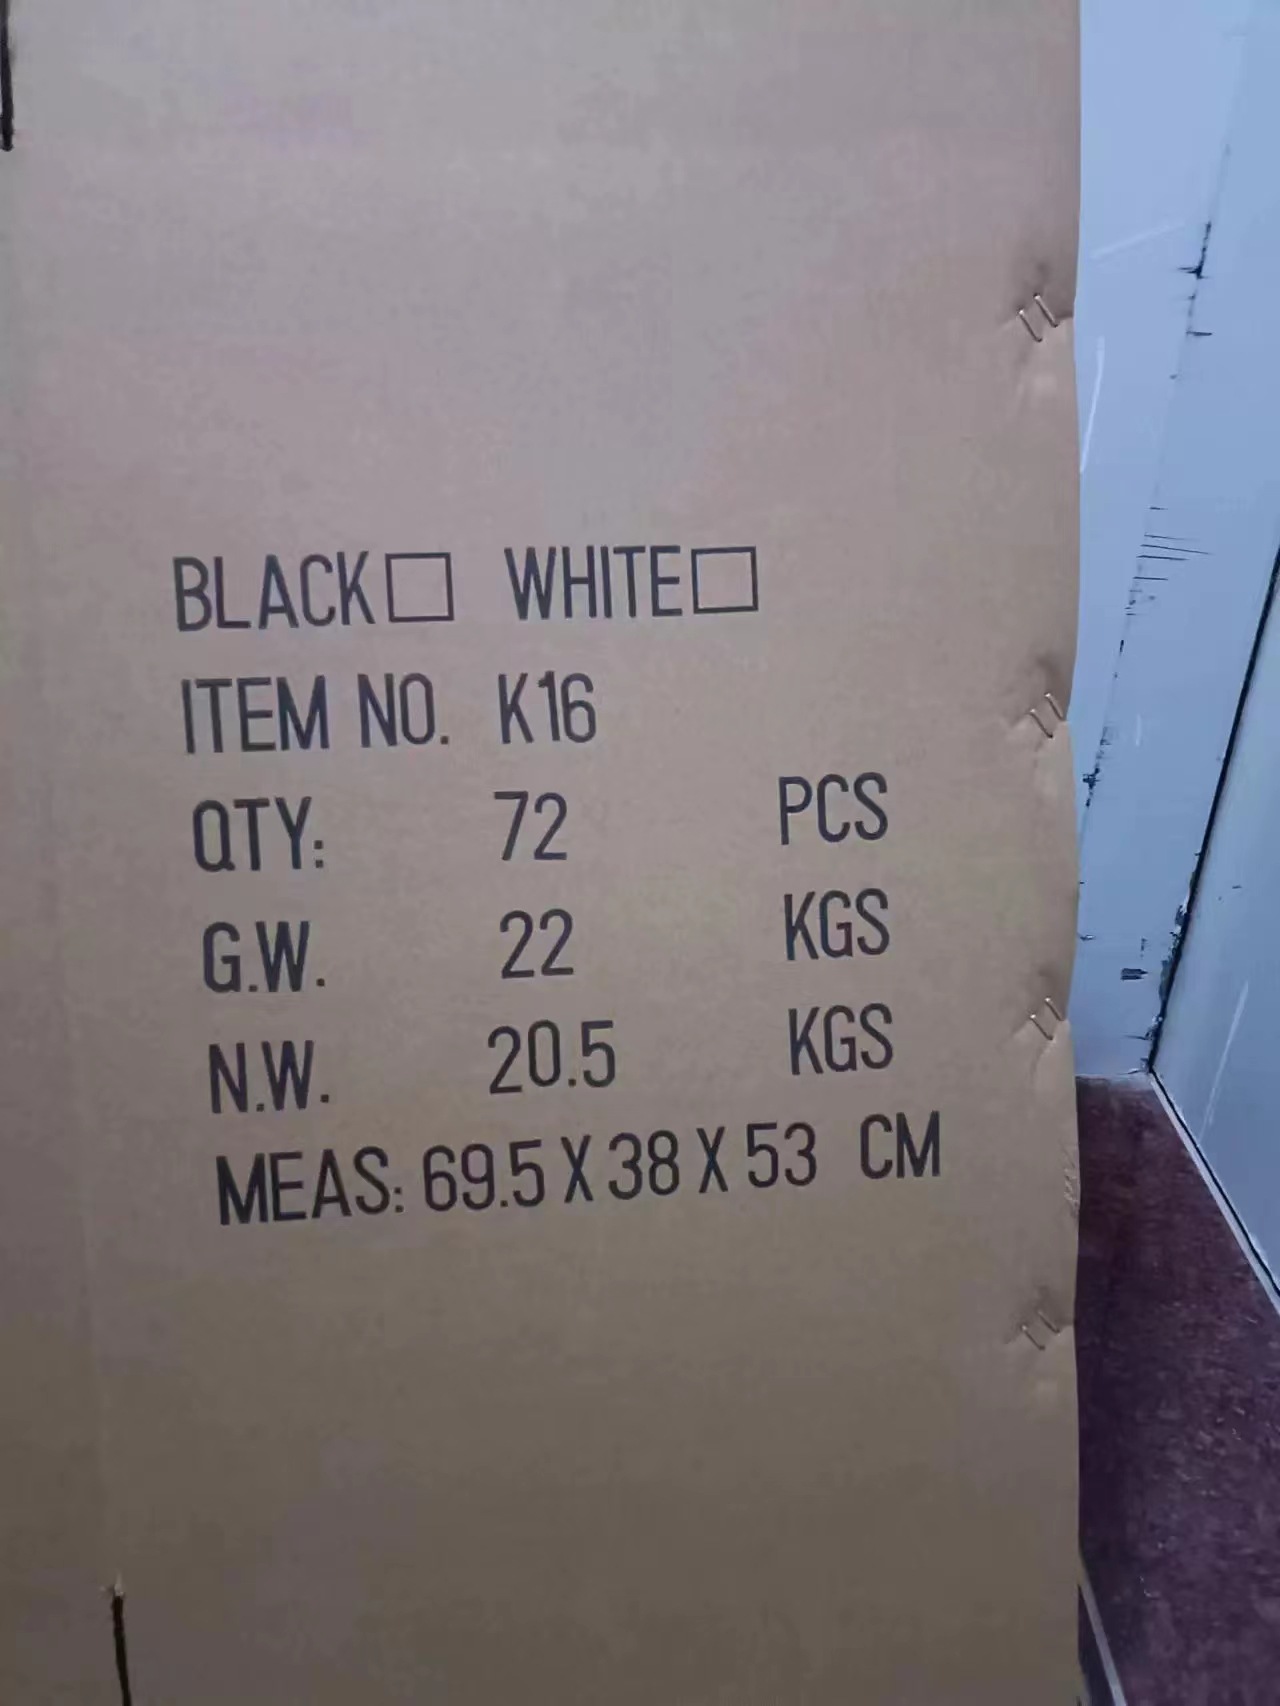 BLACK□ WHITE□
ITEM NO. K16
QTY: 72 PCS
G.W. 22 KGS
N.W. 20.5 KGS
MEAS: 69.5 X 38 X 53 CM